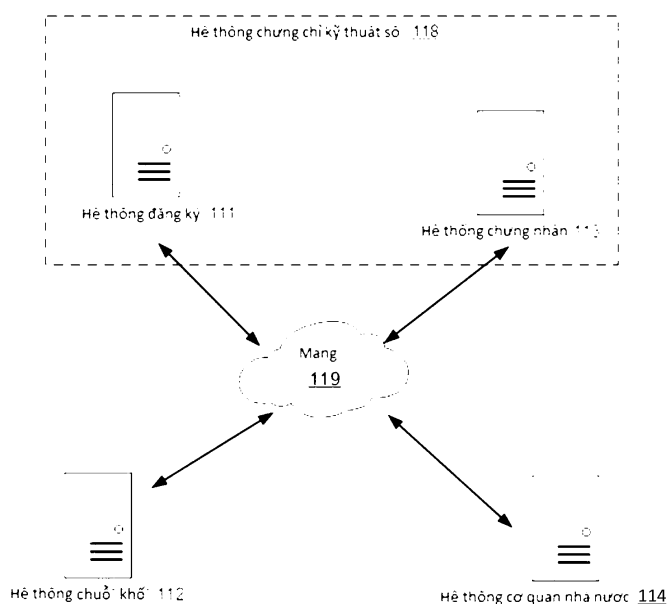 Hệ thống chứng chỉ kỹ thuật số 118
Hệ thống đăng ký 111
Hệ thống chứng nhận 113
Mạng
119
Hệ thống chuỗi khối 112
Hệ thống cơ quan nhà nước 114